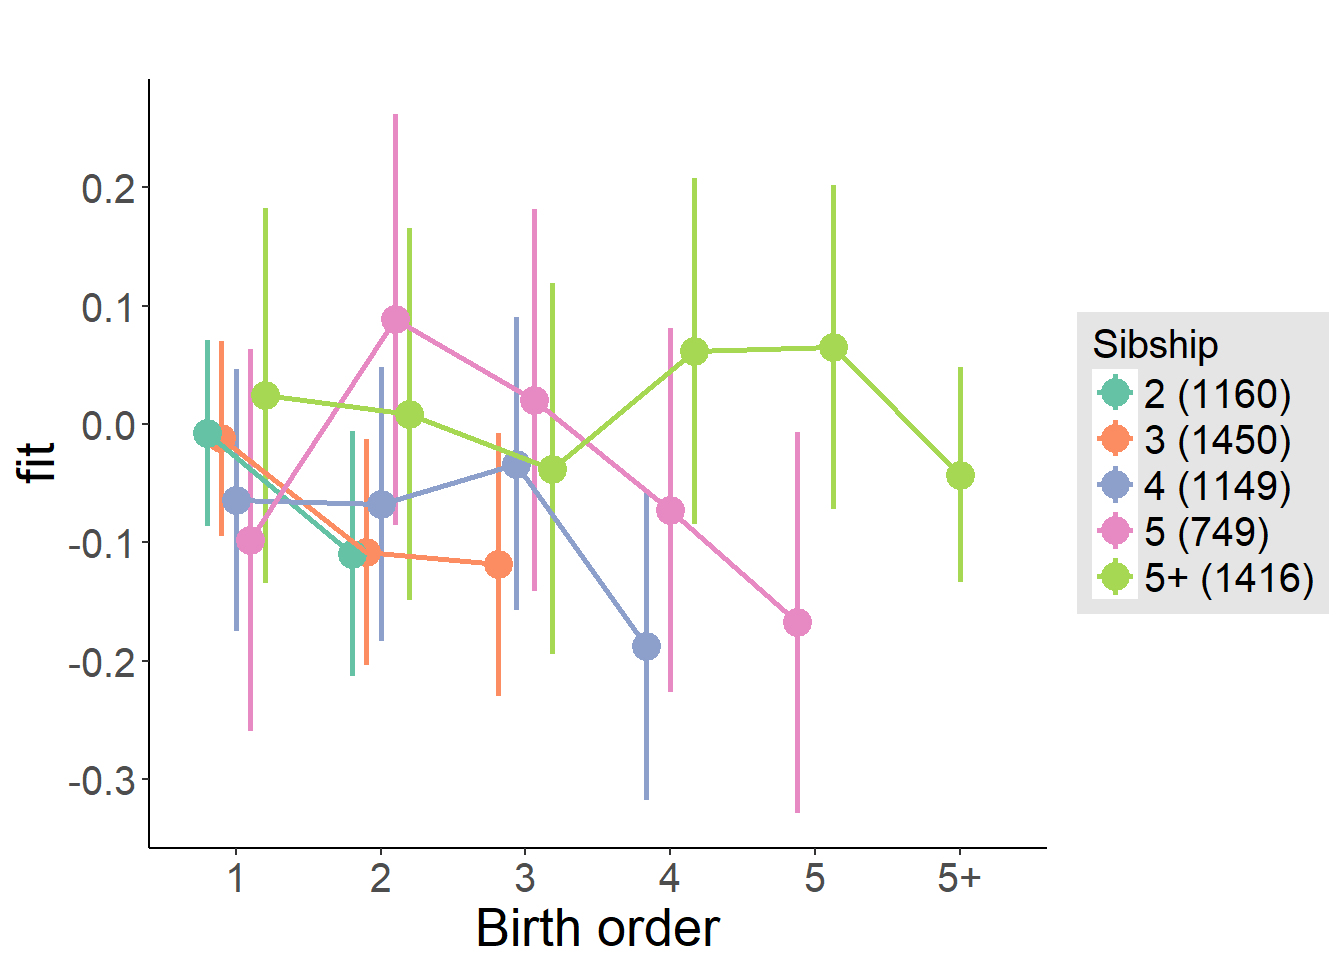 fit
0.2
0.1
0.0
-0.1
-0.2
-0.3
1 2 3 4 5 5+
Birth order
Sibship
2 (1160)
3 (1450)
4 (1149)
5 (749)
5+ (1416)